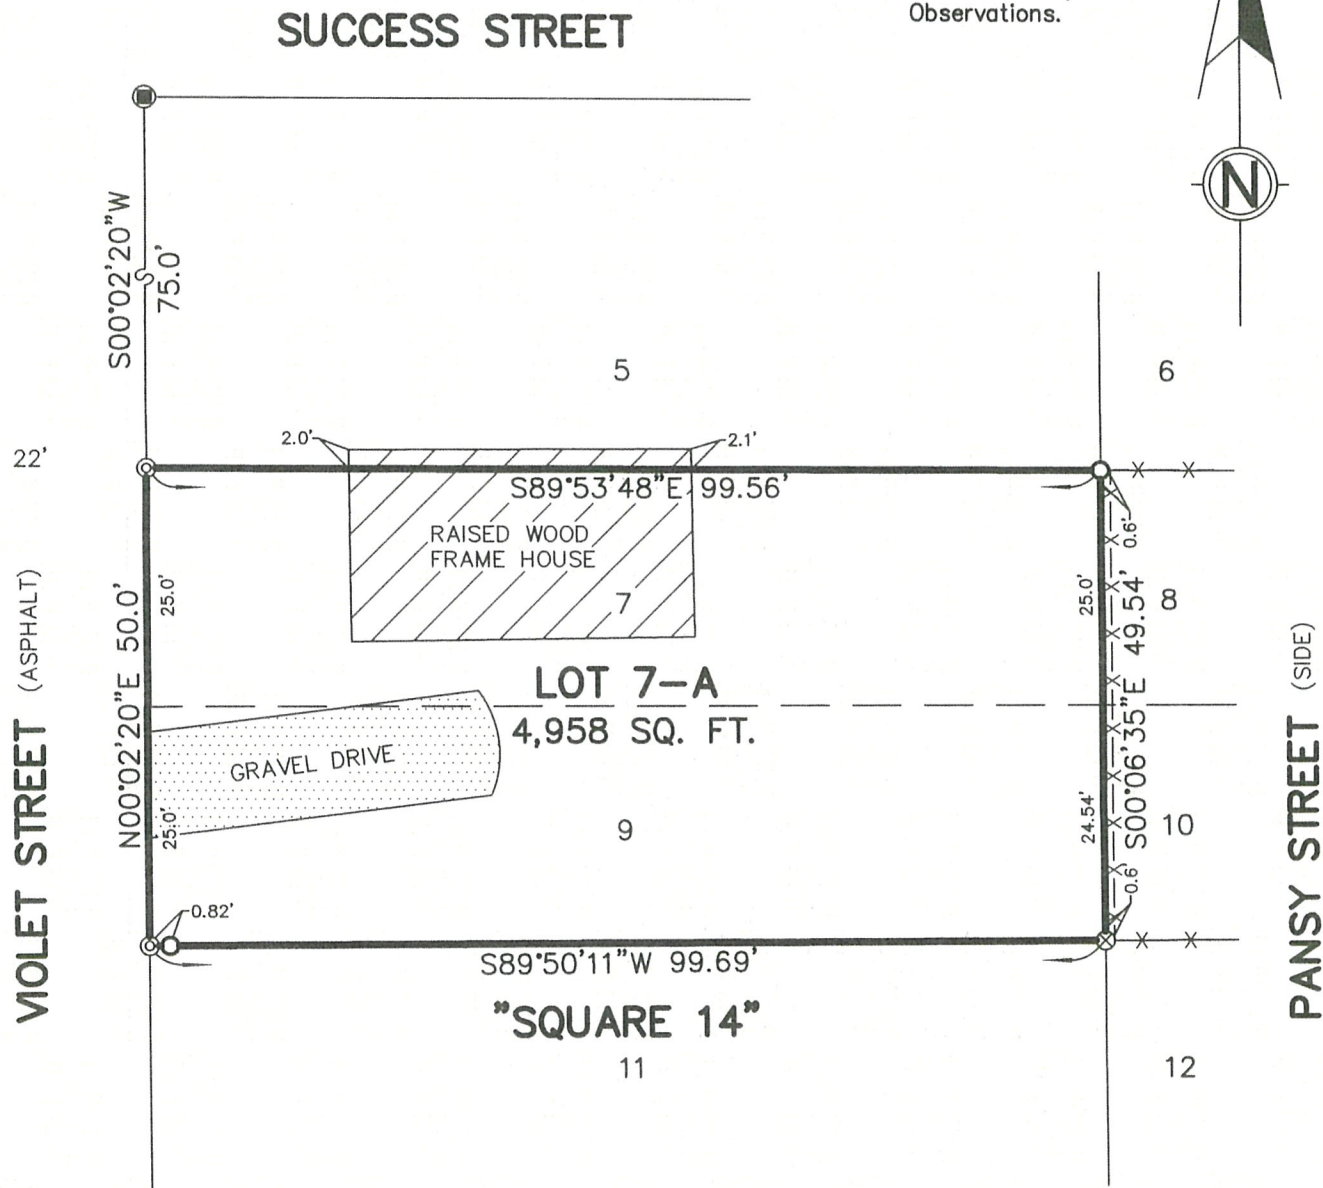 Observations.
SUCCESS STREET
N
S00°02'20"W
75.0'
5
6
22'
2.0'
2.1'
S89°53'48"E 99.56'
RAISED WOOD
FRAME HOUSE
7
(ASPHALT)
VIOLET STREET
N00°02'20"E 50.0'
25.0'
25.0'
LOT 7-A
4,958 SQ. FT.
GRAVEL DRIVE
9
0.6'
25.0'
24.54'
S00°06'35"E 49.54'
0.6'
8
10
(SIDE)
PANSY STREET
0.82'
S89°50'11"W 99.69'
"SQUARE 14"
11
12